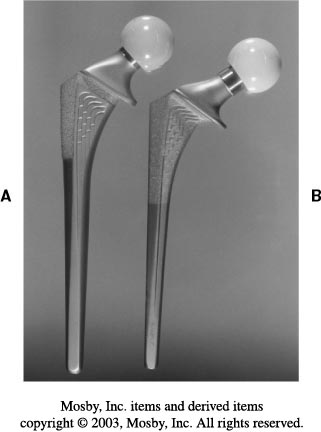 A
B
Mosby, Inc. items and derived items
copyright © 2003, Mosby, Inc. All rights reserved.